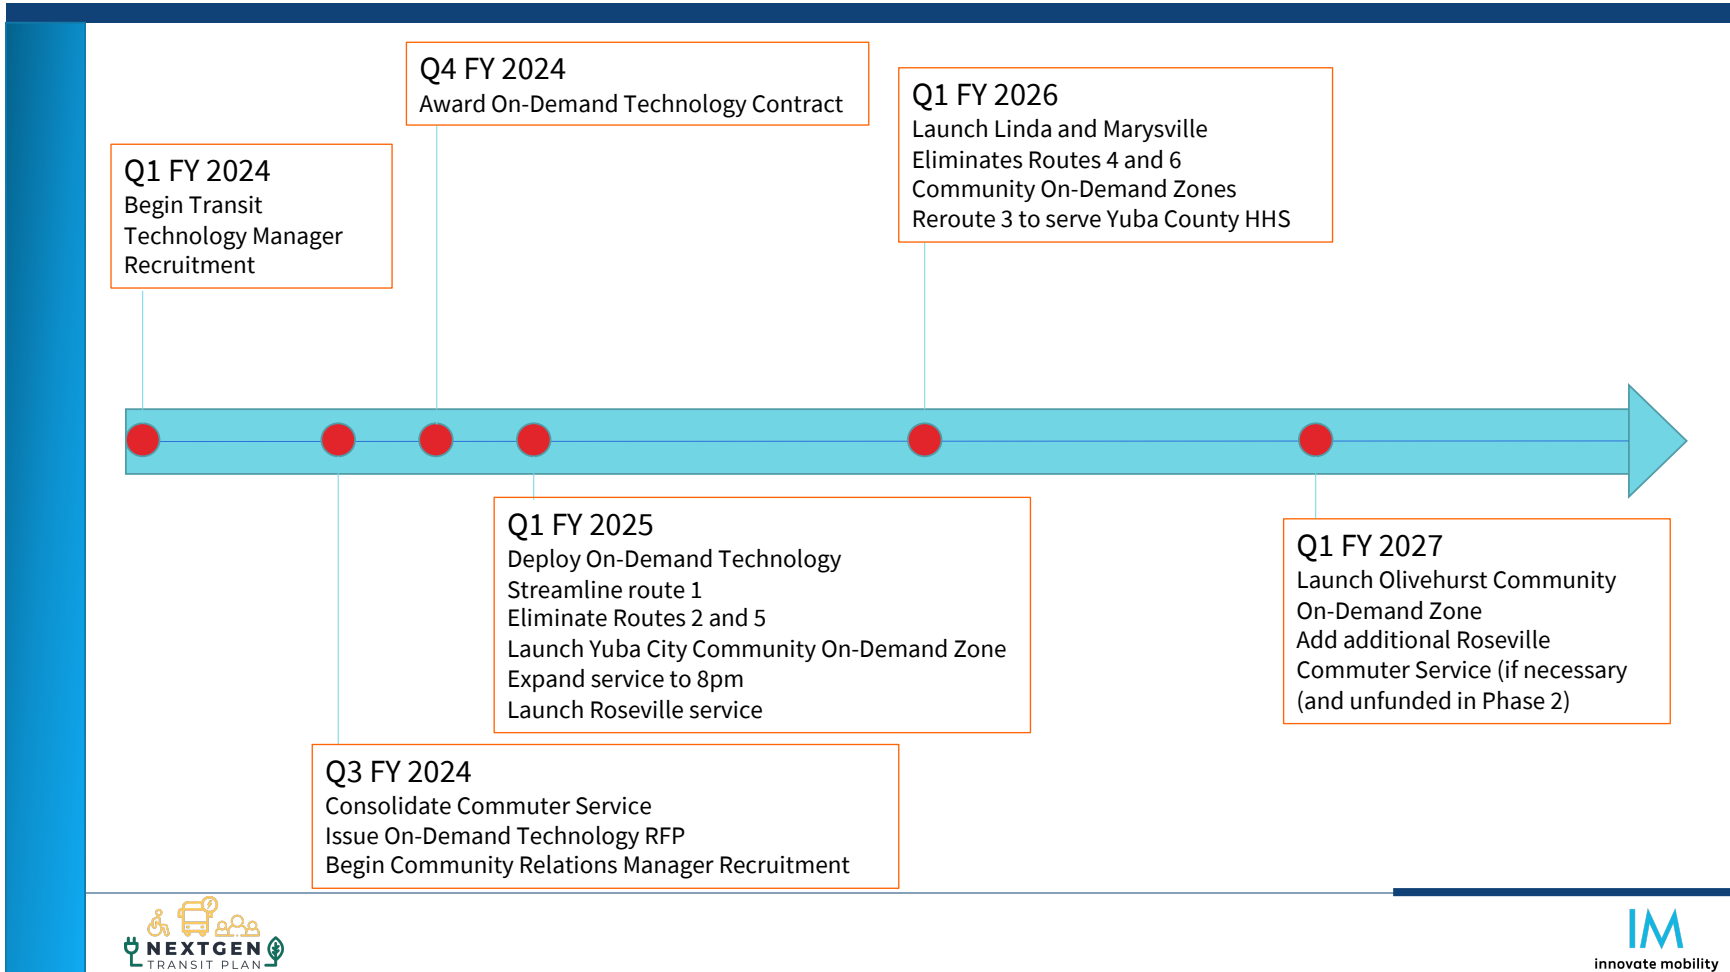 Q4 FY 2024
Award On-Demand Technology Contract
Q1 FY 2026
Launch Linda and Marysville
Eliminates Routes 4 and 6
Community On-Demand Zones
Reroute 3 to serve Yuba County HHS
Q1 FY 2024
Begin Transit
Technology Manager
Recruitment
Q1 FY 2025
Deploy On-Demand Technology
Streamline route 1
Eliminate Routes 2 and 5
Launch Yuba City Community On-Demand Zone
Expand service to 8pm
Launch Roseville service
Q1 FY 2027
Launch Olivehurst Community
On-Demand Zone
Add additional Roseville
Commuter Service (if necessary
(and unfunded in Phase 2)
Q3 FY 2024
Consolidate Commuter Service
Issue On-Demand Technology RFP
Begin Community Relations Manager Recruitment
NEXTGEN
TRANSIT PLAN
IM
innovate mobility